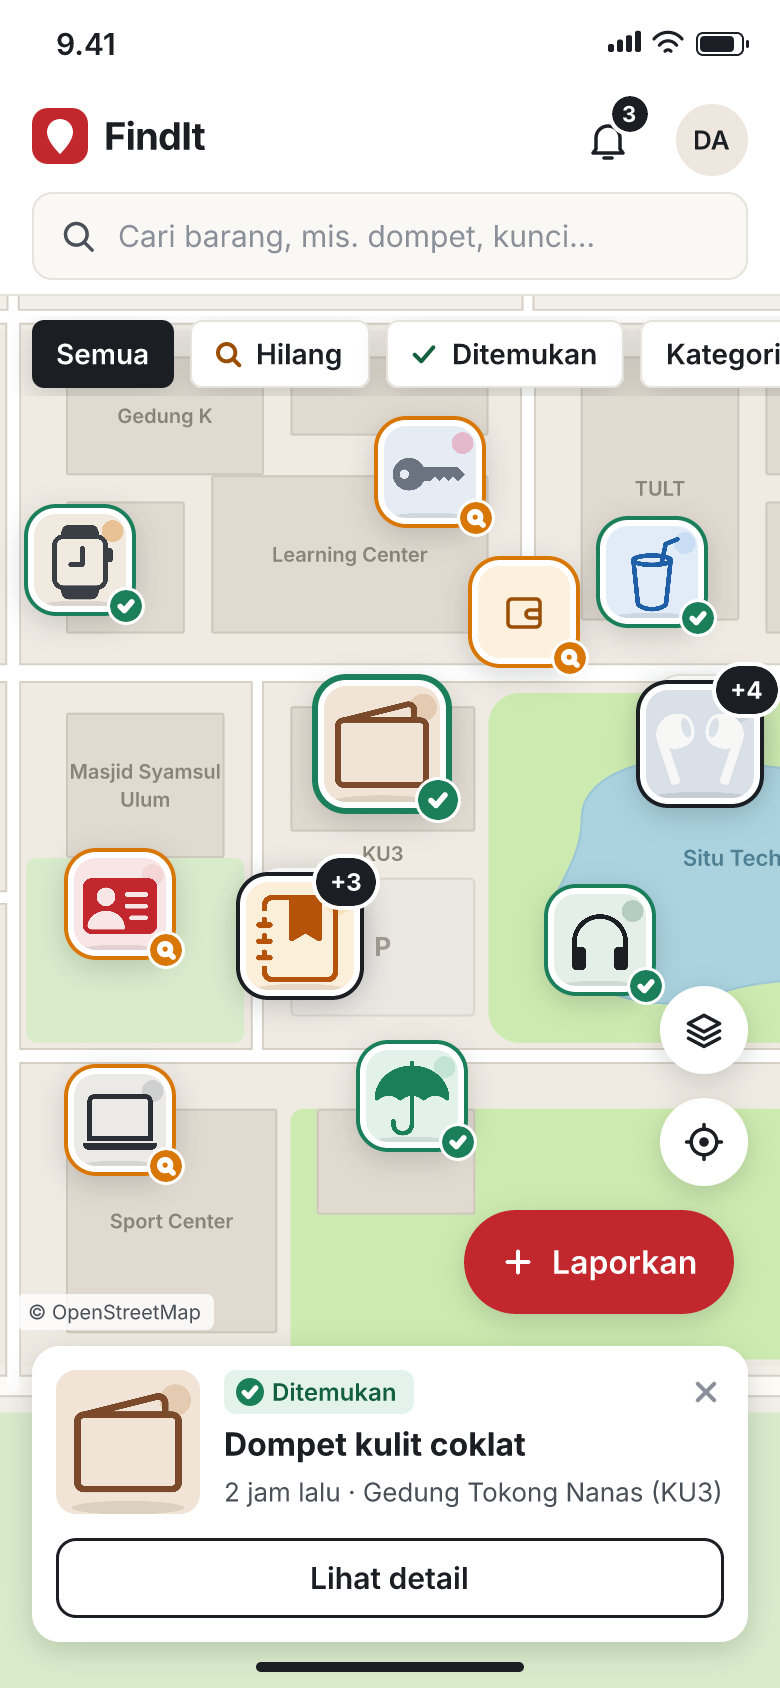 9.41
FindIt
3
DA
Cari barang, mis. dompet, kunci...
Semua
Hilang
Ditemukan
Kategori
Gedung K
TULT
Learning Center
+4
Masjid Syamsul
Ulum
KU3
Situ Tech
+3
P
Sport Center
Laporkan
© OpenStreetMap
Ditemukan
Dompet kulit coklat
2 jam lalu · Gedung Tokong Nanas (KU3)
Lihat detail